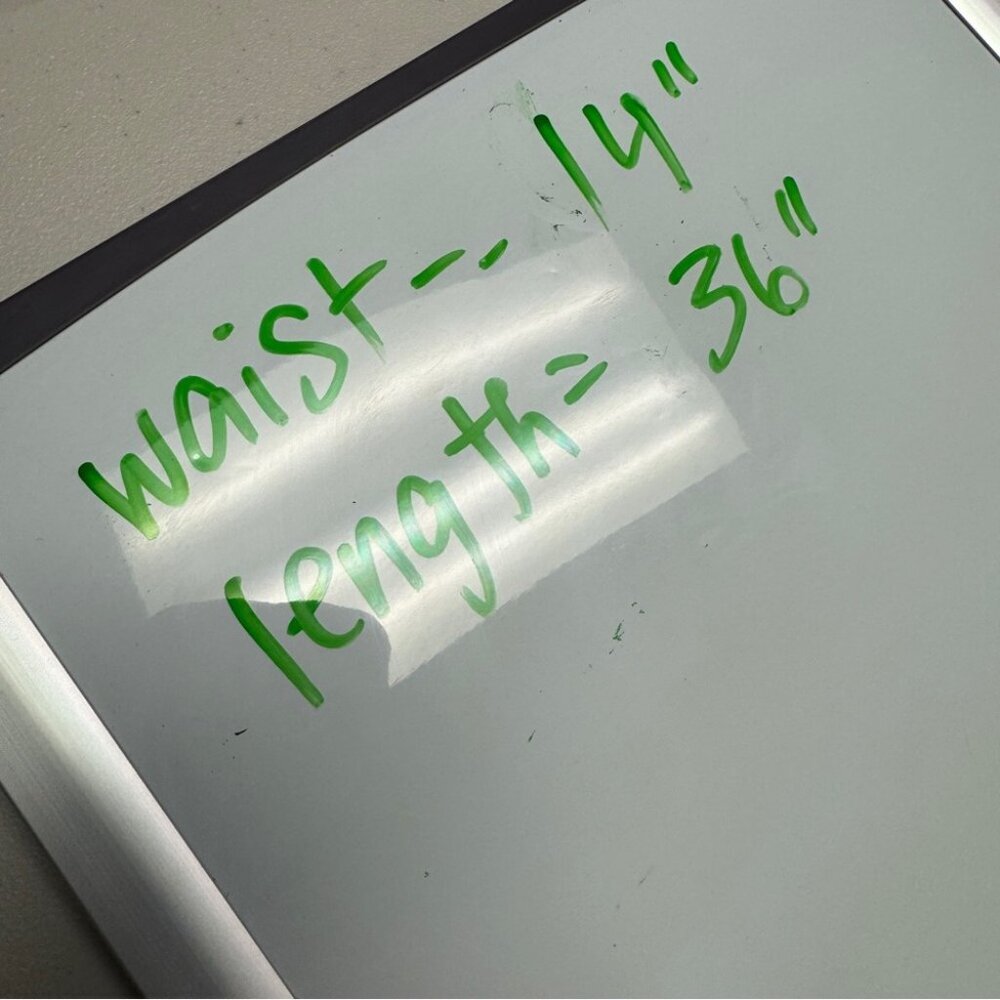 waist-- 14"
length= 36"